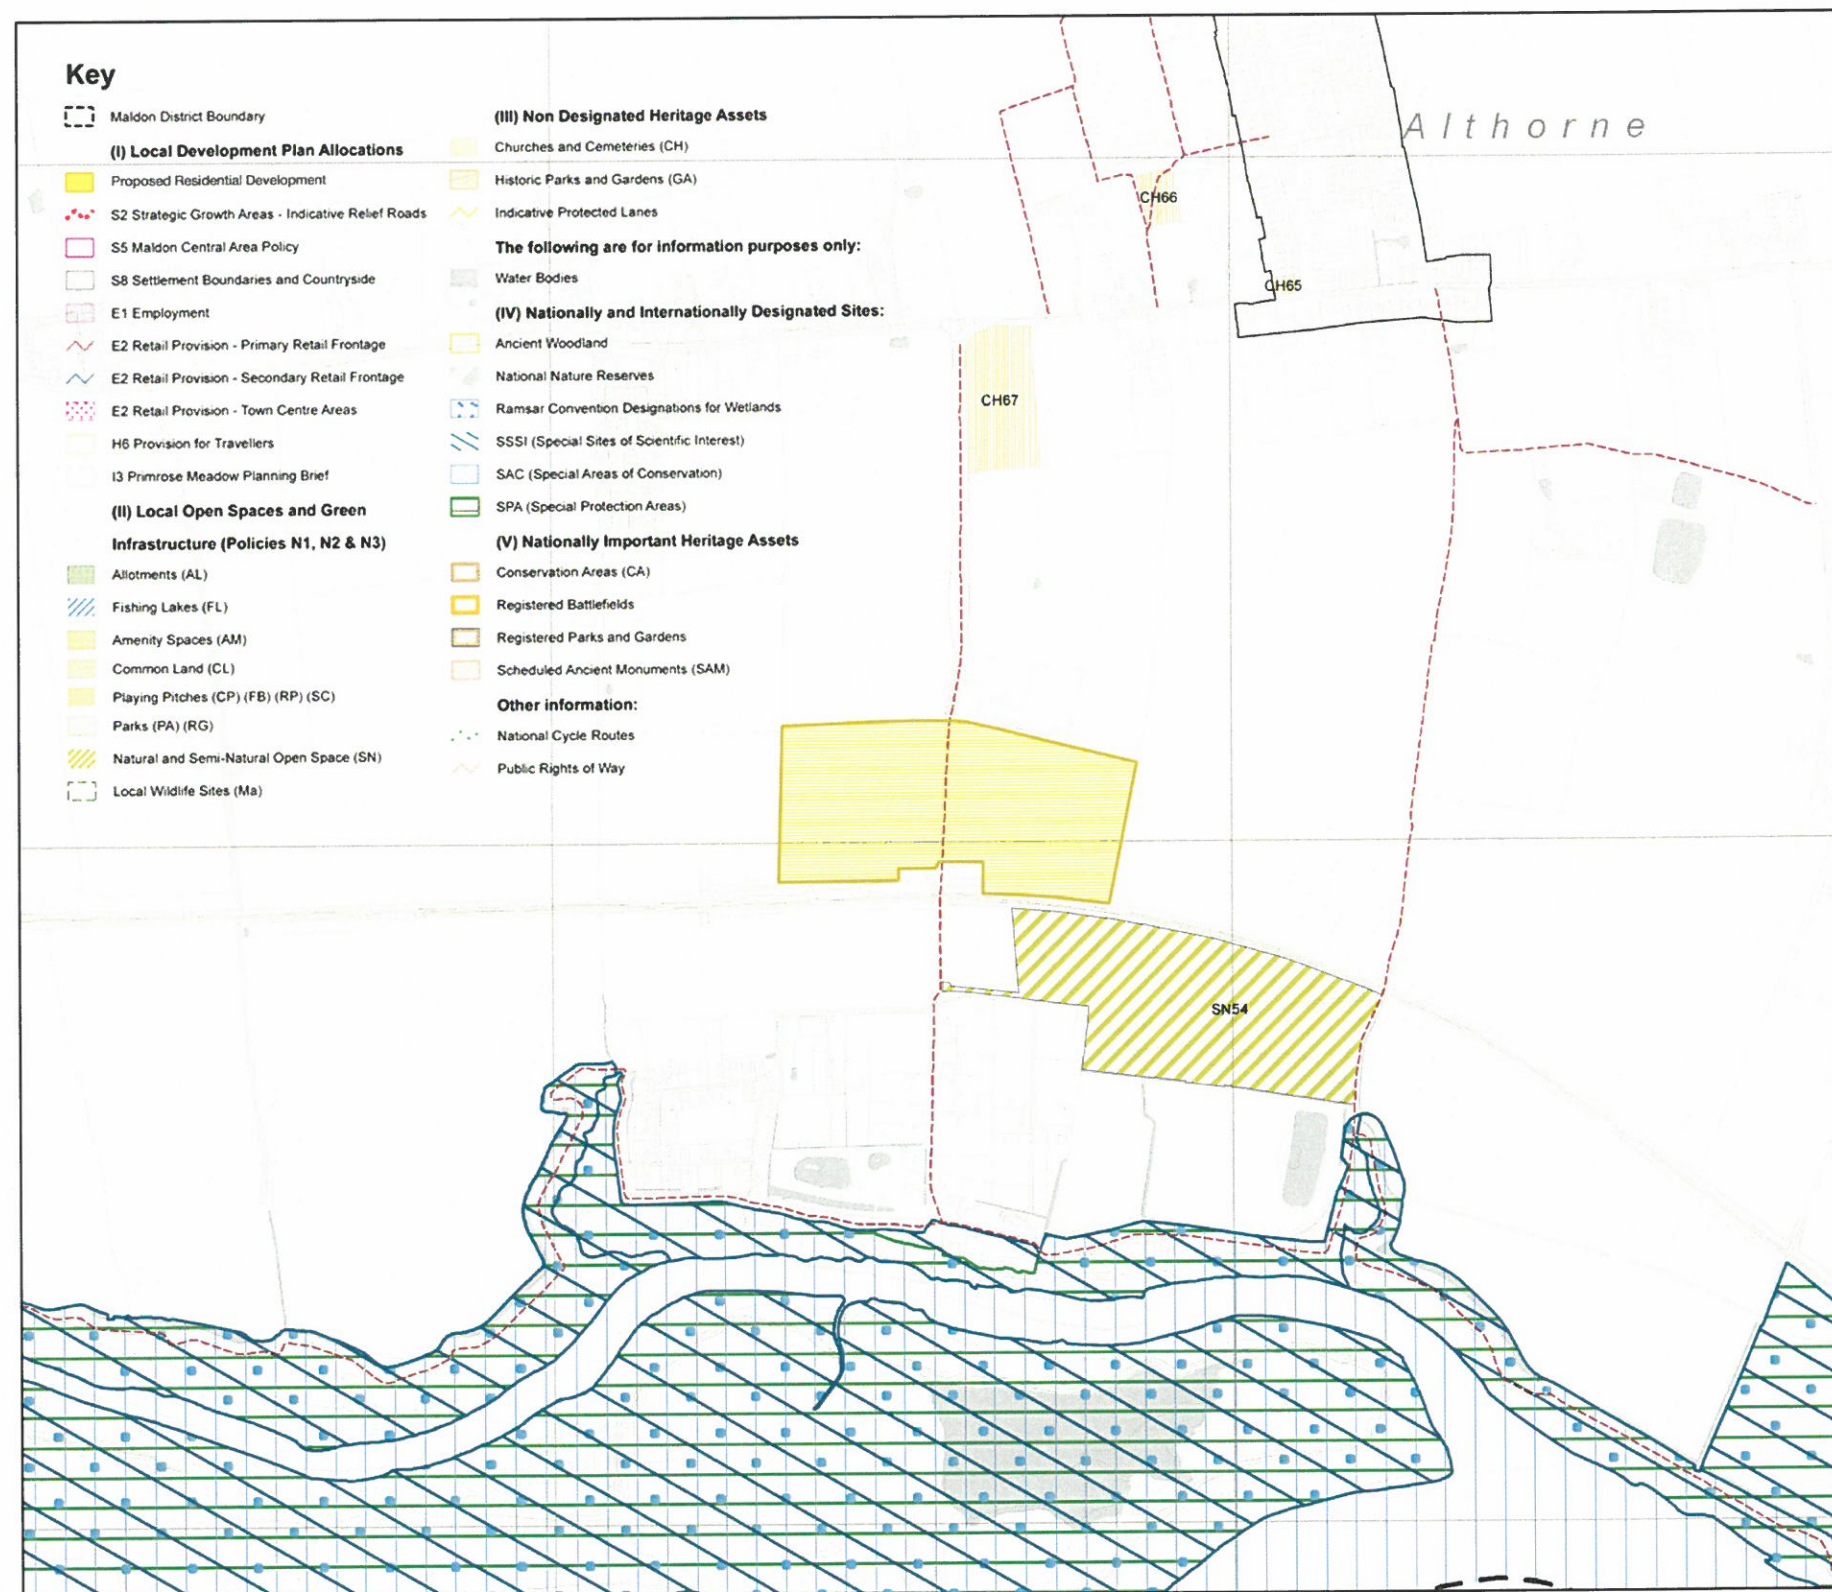 Key
Maldon District Boundary
(I) Local Development Plan Allocations
Proposed Residential Development
S2 Strategic Growth Areas - Indicative Relief Roads
S5 Maldon Central Area Policy
S8 Settlement Boundaries and Countryside
E1 Employment
E2 Retail Provision - Primary Retail Frontage
E2 Retail Provision - Secondary Retail Frontage
E2 Retail Provision - Town Centre Areas
H6 Provision for Travellers
I3 Primrose Meadow Planning Brief
(II) Local Open Spaces and Green
Infrastructure (Policies N1, N2 & N3)
Allotments (AL)
Fishing Lakes (FL)
Amenity Spaces (AM)
Common Land (CL)
Playing Pitches (CP) (FB) (RP) (SC)
Parks (PA) (RG)
Natural and Semi-Natural Open Space (SN)
Local Wildlife Sites (Ma)
(III) Non Designated Heritage Assets
Churches and Cemeteries (CH)
Historic Parks and Gardens (GA)
Indicative Protected Lanes
The following are for information purposes only:
Water Bodies
(IV) Nationally and Internationally Designated Sites:
Ancient Woodland
National Nature Reserves
Ramsar Convention Designations for Wetlands
SSSI (Special Sites of Scientific Interest)
SAC (Special Areas of Conservation)
SPA (Special Protection Areas)
(V) Nationally Important Heritage Assets
Conservation Areas (CA)
Registered Battlefields
Registered Parks and Gardens
Scheduled Ancient Monuments (SAM)
Other information:
National Cycle Routes
Public Rights of Way
Althorne
CH66
CH65
CH67
SN54